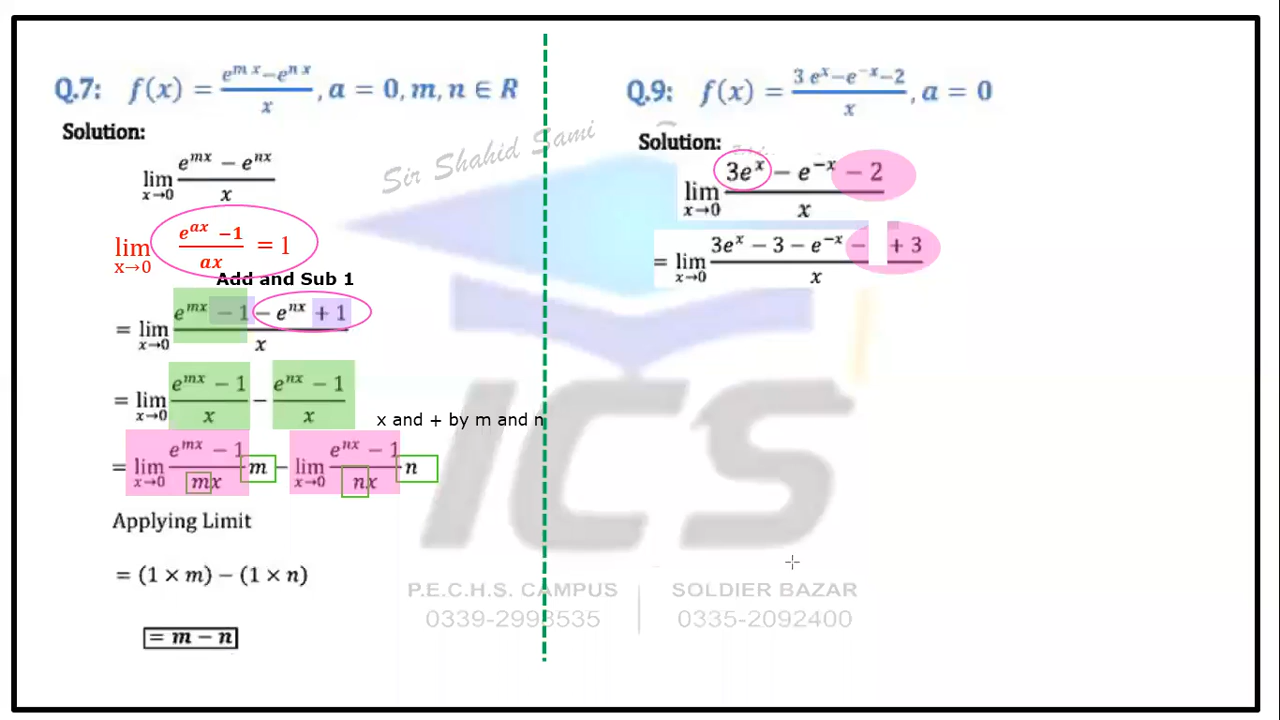 Q.7: f(x) = (e^{mx} − e^{nx})/x , a = 0, m, n ∈ R
Solution:
lim_{x→0} (e^{mx} − e^{nx})/x
lim_{x→0} (e^{ax} − 1)/(ax) = 1
Add and Sub 1
= lim_{x→0} (e^{mx} − 1 − e^{nx} + 1)/x
= lim_{x→0} (e^{mx} − 1)/x − (e^{nx} − 1)/x
x and + by m and n
= lim_{x→0} (e^{mx} − 1)/(mx) m − lim_{x→0} (e^{nx} − 1)/(nx) n
Applying Limit
= (1 × m) − (1 × n)
= m − n
Q.9: f(x) = (3 e^x − e^{−x} − 2)/x , a = 0
Solution:
lim_{x→0} (3e^x − e^{−x} − 2)/x
= lim_{x→0} (3e^x − 3 − e^{−x} − + 3)/x
Sir Shahid Sami
ICS
P.E.C.H.S. CAMPUS
0339-2993535
SOLDIER BAZAR
0335-2092400